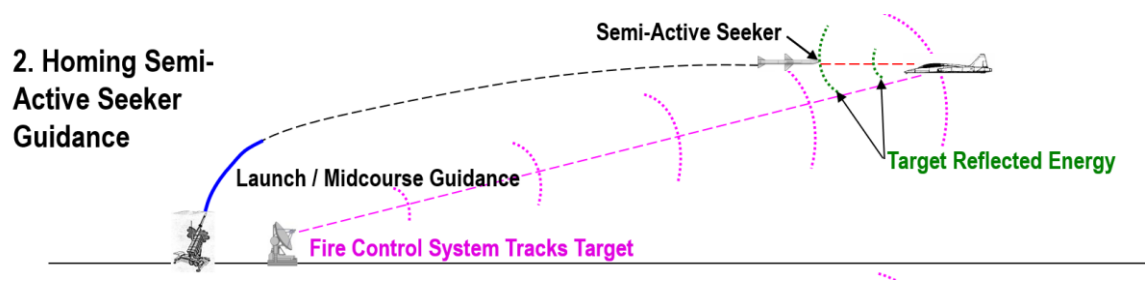 2. Homing Semi-
Active Seeker
Guidance
Semi-Active Seeker
Target Reflected Energy
Launch / Midcourse Guidance
Fire Control System Tracks Target